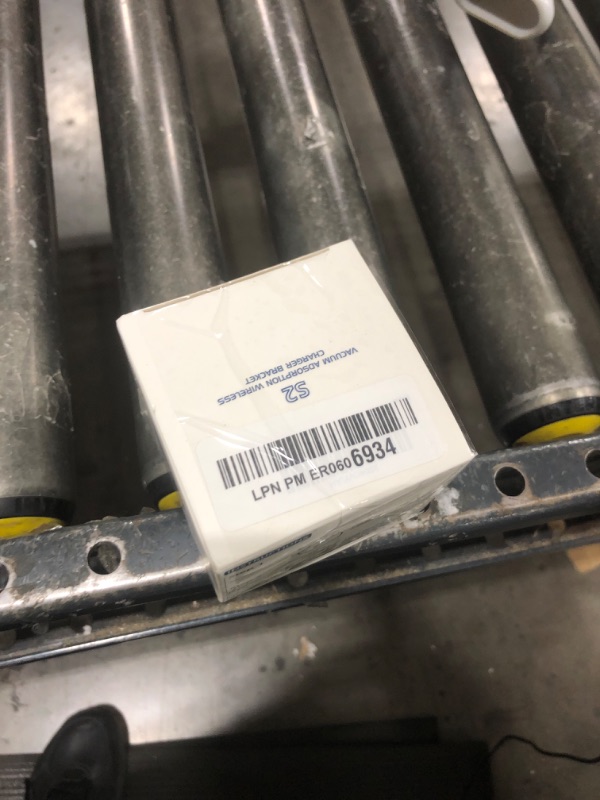 S2
VACUUM ADSORPTION WIRELESS
CHARGER BRACKET
LPN PM ER0606934